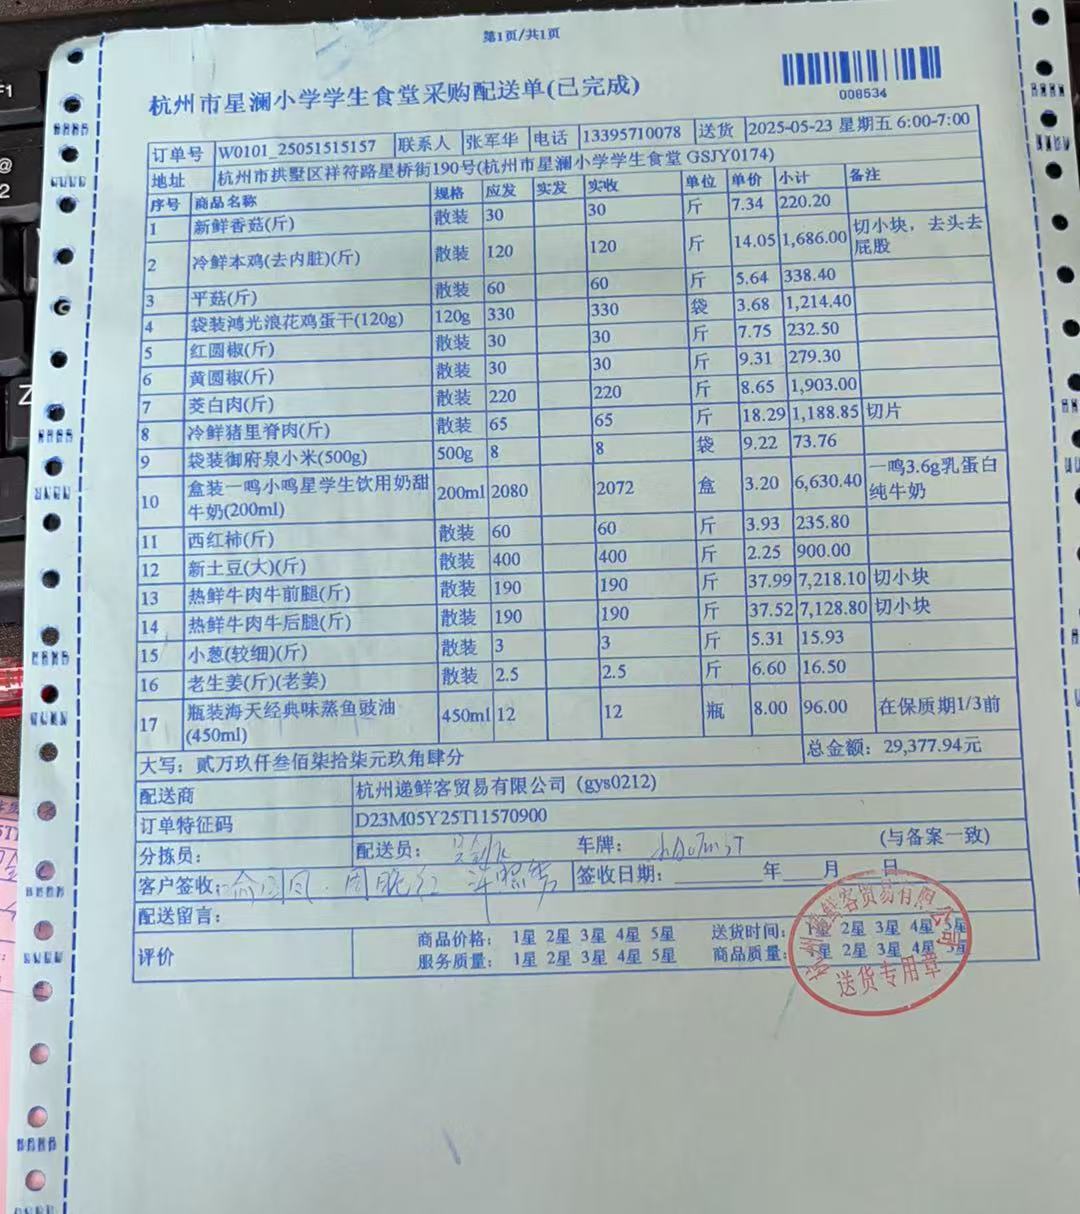 第1页/共1页
杭州市星澜小学学生食堂采购配送单(已完成)
008534
订单号 W0101_25051515157 联系人 张军华 电话 13395710078 送货 2025-05-23 星期五 6:00-7:00
地址 杭州市拱墅区祥符路星桥街190号(杭州市星澜小学学生食堂 GSJY0174)
序号 商品名称 规格 应发 实发 实收 单位 单价 小计 备注
1 新鲜香菇(斤) 散装 30 30 斤 7.34 220.20
2 冷鲜本鸡(去内脏)(斤) 散装 120 120 斤 14.05 1,686.00 切小块，去头去屁股
3 平菇(斤) 散装 60 60 斤 5.64 338.40
4 袋装鸿光浪花鸡蛋干(120g) 120g 330 330 袋 3.68 1,214.40
5 红圆椒(斤) 散装 30 30 斤 7.75 232.50
6 黄圆椒(斤) 散装 30 30 斤 9.31 279.30
7 茭白肉(斤) 散装 220 220 斤 8.65 1,903.00
8 冷鲜猪里脊肉(斤) 散装 65 65 斤 18.29 1,188.85 切片
9 袋装御府泉小米(500g) 500g 8 8 袋 9.22 73.76
10 盒装一鸣小鸣星学生饮用奶甜牛奶(200ml) 200ml 2080 2072 盒 3.20 6,630.40 一鸣3.6g乳蛋白纯牛奶
11 西红柿(斤) 散装 60 60 斤 3.93 235.80
12 新土豆(大)(斤) 散装 400 400 斤 2.25 900.00
13 热鲜牛肉牛前腿(斤) 散装 190 190 斤 37.99 7,218.10 切小块
14 热鲜牛肉牛后腿(斤) 散装 190 190 斤 37.52 7,128.80 切小块
15 小葱(较细)(斤) 散装 3 3 斤 5.31 15.93
16 老生姜(斤)(老姜) 散装 2.5 2.5 斤 6.60 16.50
17 瓶装海天经典味蒸鱼豉油(450ml) 450ml 12 12 瓶 8.00 96.00 在保质期1/3前
大写：贰万玖仟叁佰柒拾柒元玖角肆分 总金额：29,377.94元
配送商 杭州递鲜客贸易有限公司（gys0212)
订单特征码 D23M05Y25T11570900
分拣员： 配送员： 车牌： (与备案一致)
客户签收： 签收日期：________年____月____日
配送留言：
评价 商品价格： 1星 2星 3星 4星 5星 送货时间： 1星 2星 3星 4星 5星
服务质量： 1星 2星 3星 4星 5星 商品质量： 1星 2星 3星 4星 5星
杭州递鲜客贸易有限公司
送货专用章